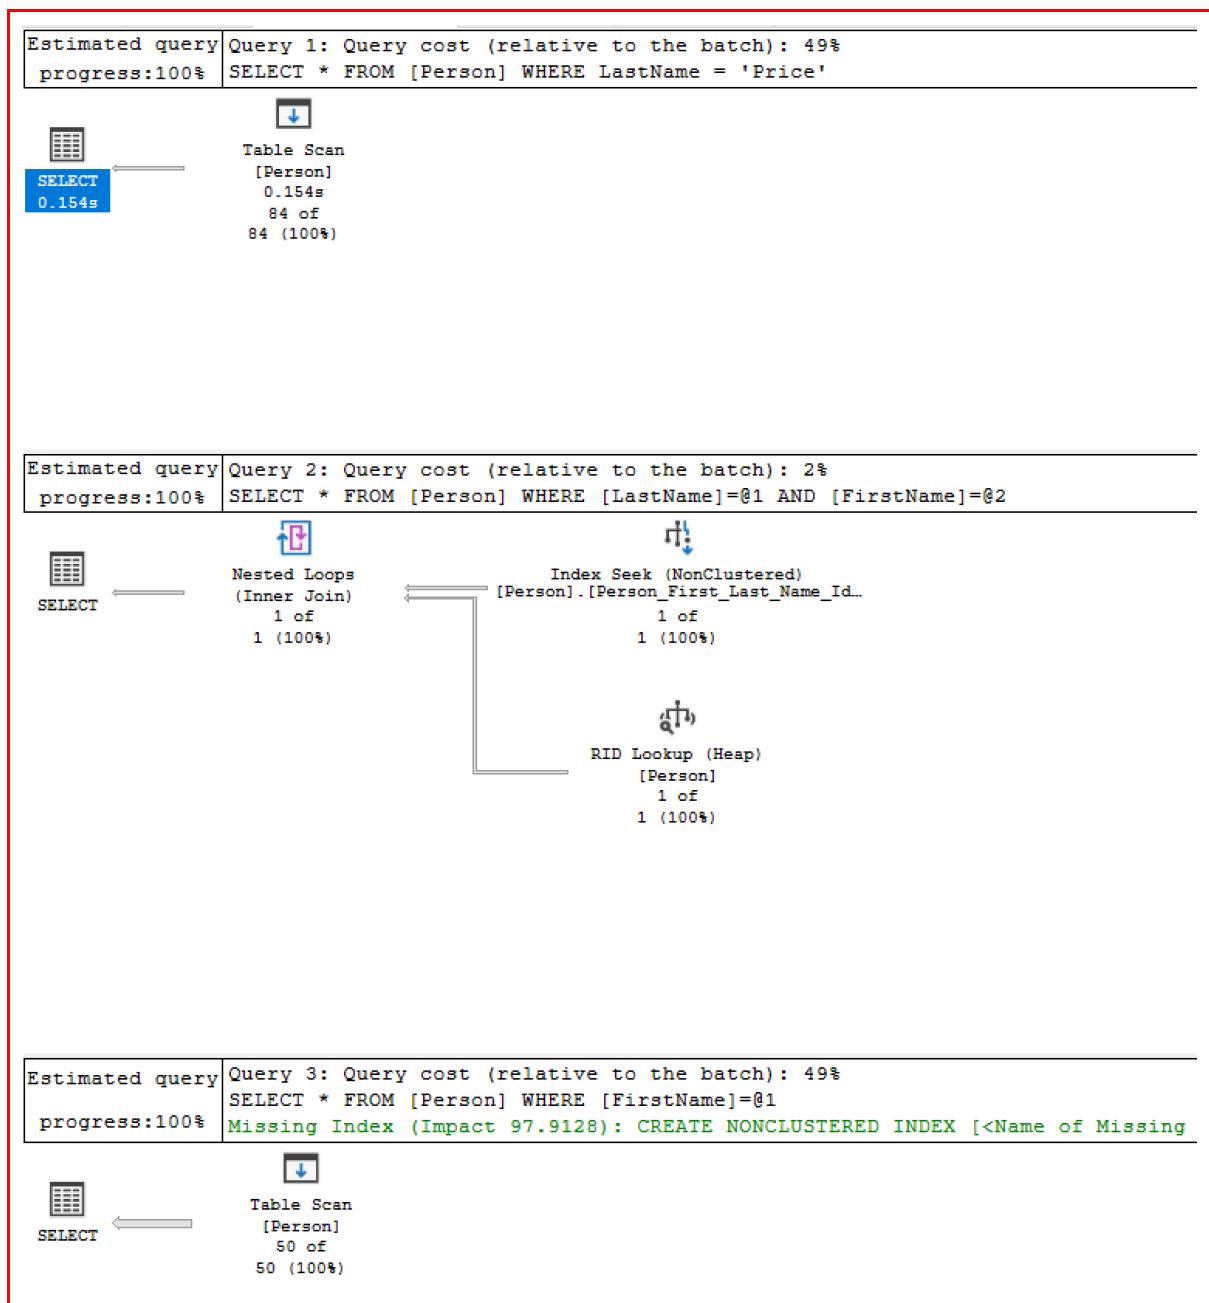 Estimated query
progress:100%
Query 1: Query cost (relative to the batch): 49%
SELECT * FROM [Person] WHERE LastName = 'Price'
SELECT
0.154s
Table Scan
[Person]
0.154s
84 of
84 (100%)
Estimated query
progress:100%
Query 2: Query cost (relative to the batch): 2%
SELECT * FROM [Person] WHERE [LastName]=@1 AND [FirstName]=@2
SELECT
Nested Loops
(Inner Join)
1 of
1 (100%)
Index Seek (NonClustered)
[Person].[Person_First_Last_Name_Id…
1 of
1 (100%)
RID Lookup (Heap)
[Person]
1 of
1 (100%)
Estimated query
progress:100%
Query 3: Query cost (relative to the batch): 49%
SELECT * FROM [Person] WHERE [FirstName]=@1
Missing Index (Impact 97.9128): CREATE NONCLUSTERED INDEX [<Name of Missing
SELECT
Table Scan
[Person]
50 of
50 (100%)